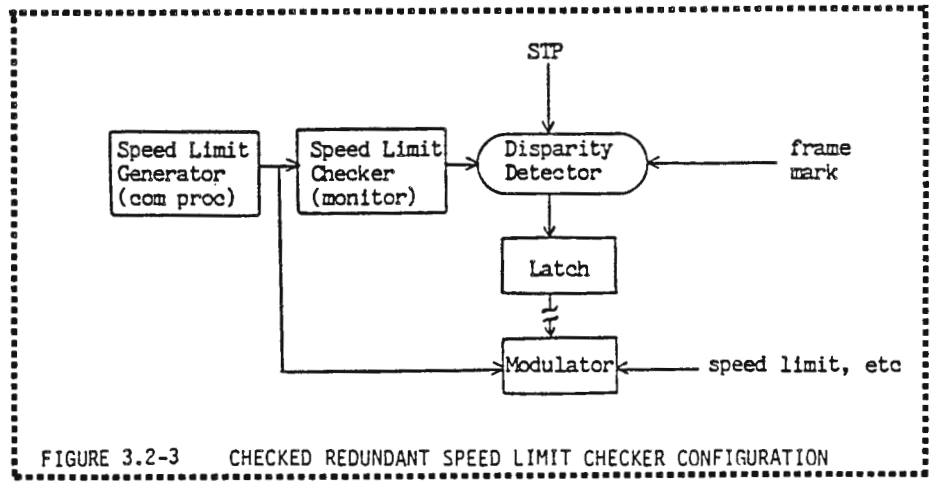 STP
Speed Limit
Generator
(com proc)
Speed Limit
Checker
(monitor)
Disparity
Detector
frame
mark
Latch
Modulator
speed limit, etc
FIGURE 3.2-3 CHECKED REDUNDANT SPEED LIMIT CHECKER CONFIGURATION